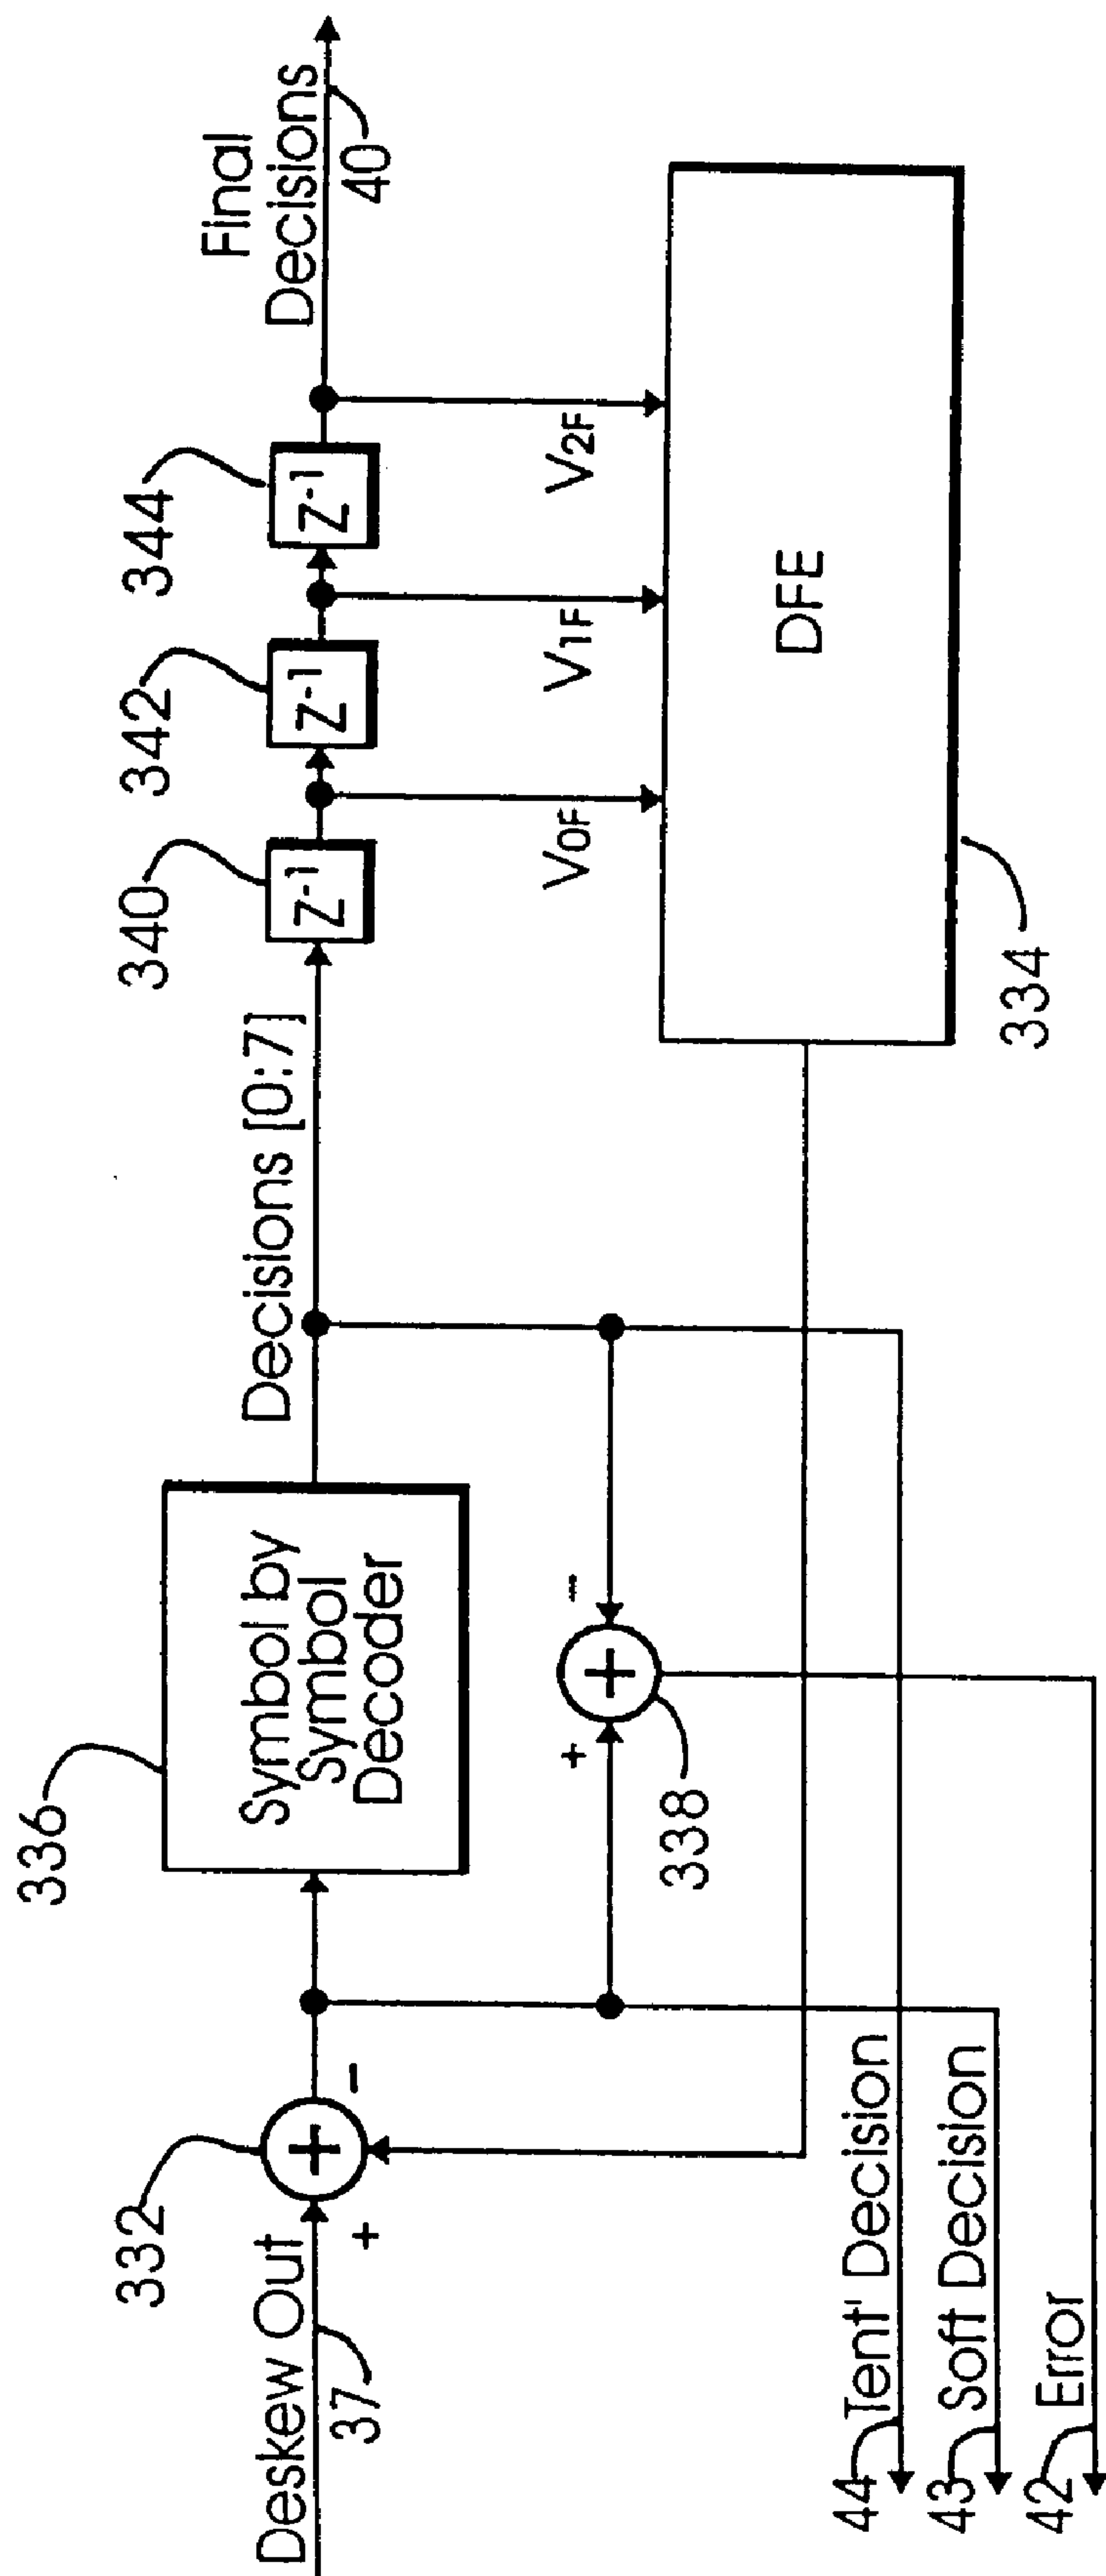 Deskew Out
37
+
332
-
336
Symbol by
Symbol
Decoder
Decisions [0:7]
340
Z-1
342
Z-1
344
Z-1
Final
Decisions
40
V0F
V1F
V2F
DFE
334
+
-
338
44
Tent' Decision
43
Soft Decision
42
Error